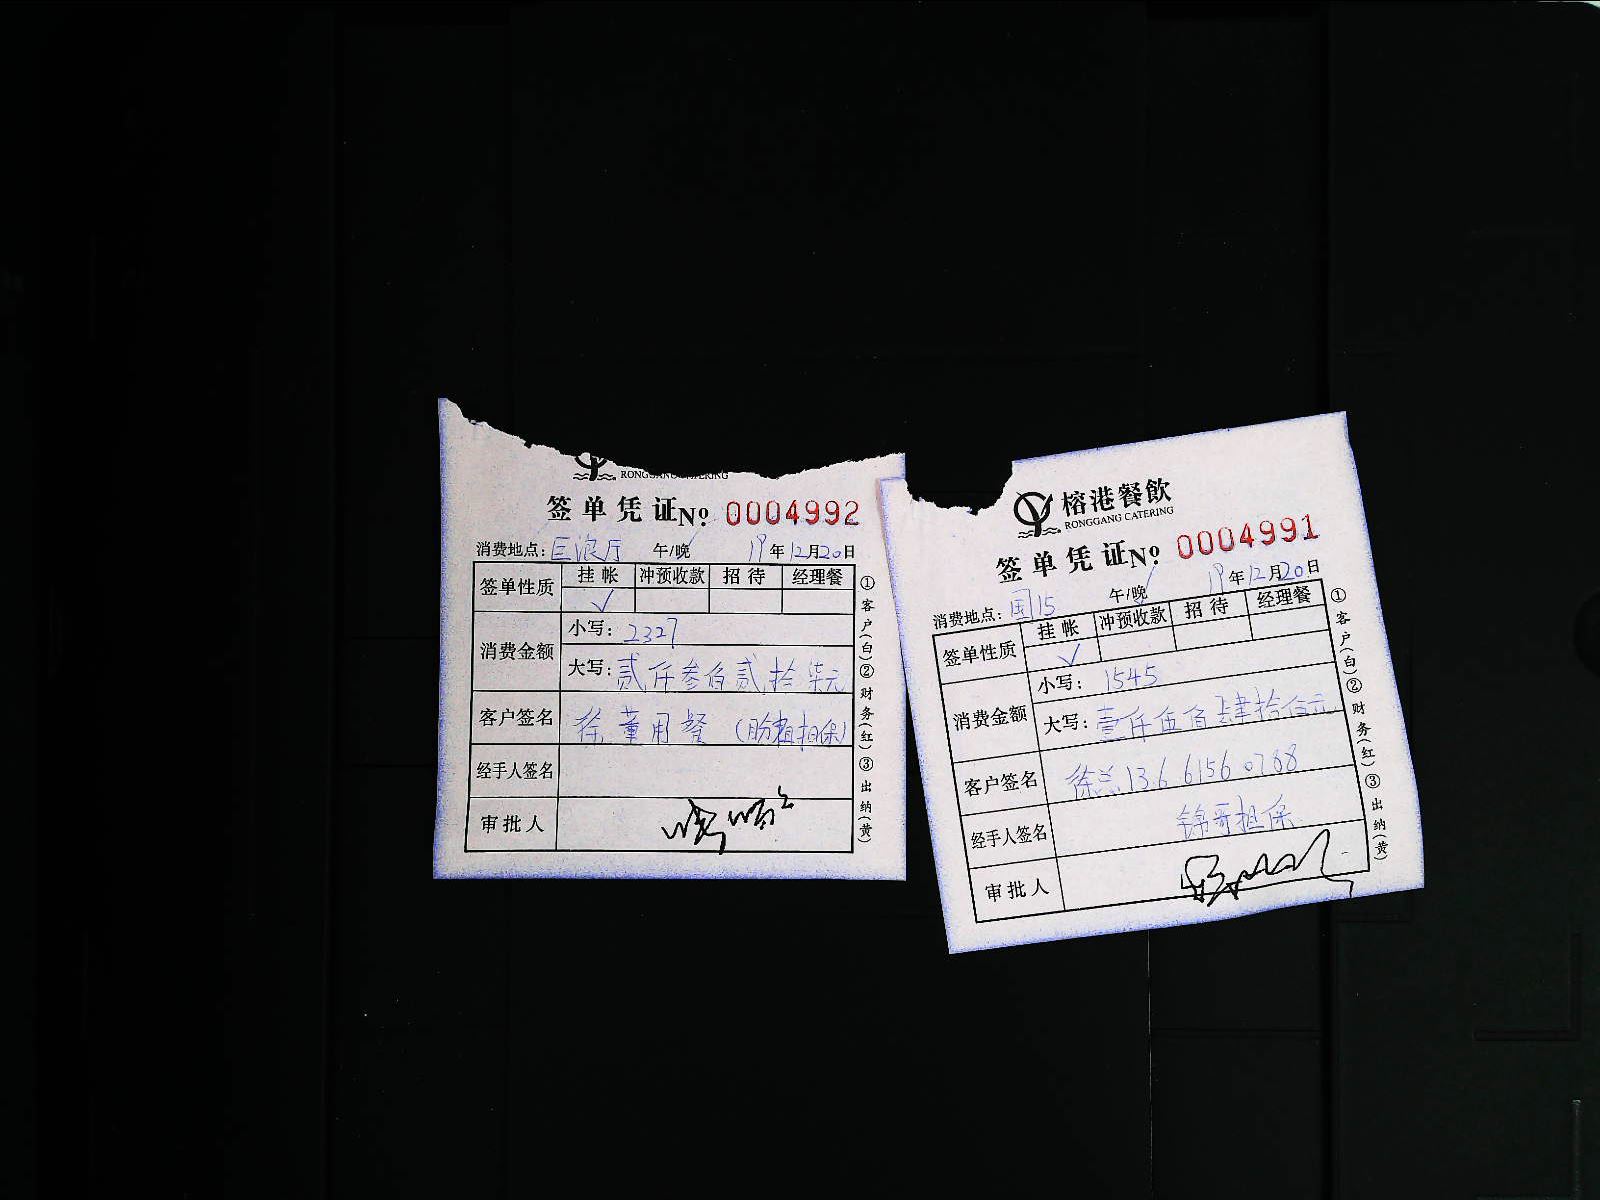 RONGGANG CATERING
签单凭证 No 0004992
消费地点: 巨浪厅 午/晚 19年12月20日
签单性质 挂帐 冲预收款 招待 经理餐
✓
消费金额 小写: 2327
大写: 贰仟叁佰贰拾柒元
客户签名 徐董用餐
经手人签名
审批人
①客户(白)②财务(红)③出纳(黄)
榕港餐飲
RONGGANG CATERING
签单凭证 No 0004991
消费地点: 国15 午/晚 19年12月20日
签单性质 挂帐 冲预收款 招待 经理餐
✓
消费金额 小写: 1545
大写: 壹仟伍佰肆拾伍元
客户签名 徐总 136 6156 0788
经手人签名 锦哥担保
审批人
①客户(白)②财务(红)③出纳(黄)